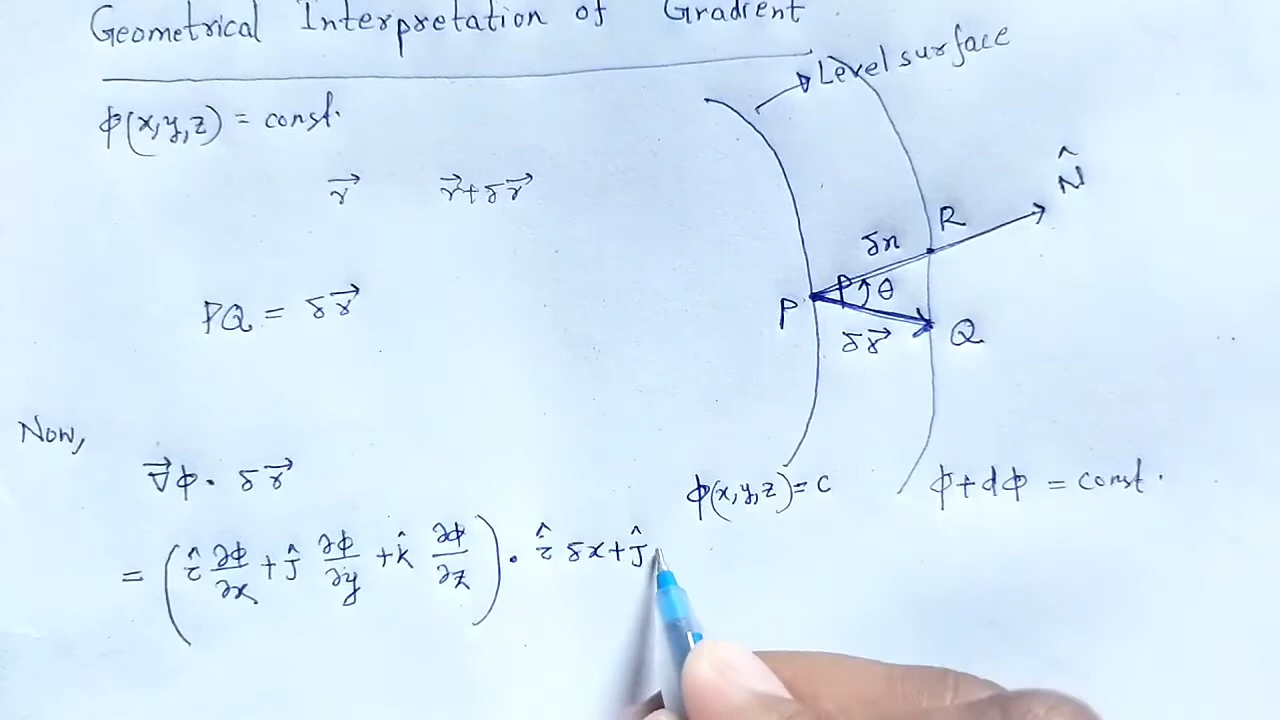 Geometrical Interpretation of Gradient
→ Level surface
ϕ(x,y,z) = const.
N̂
r⃗ r⃗+δr⃗
R
δn
θ
P
δr⃗ Q
PQ = δr⃗
Now,
∇⃗ϕ · δr⃗
ϕ(x,y,z) = c
ϕ+dϕ = const.
= (î ∂ϕ/∂x + ĵ ∂ϕ/∂y + k̂ ∂ϕ/∂z) · î δx + ĵ